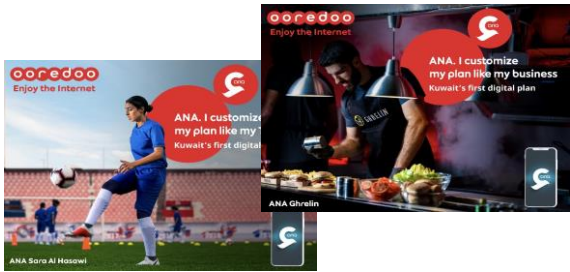 ooredoo
Enjoy the Internet
ANA
ANA. I customize
my plan like my
Kuwait's first digital
ANA Sara Al Hasawi
ooredoo
Enjoy the Internet
ANA. I customize
my plan like my business
Kuwait's first digital plan
GHRELIN
ANA Ghrelin